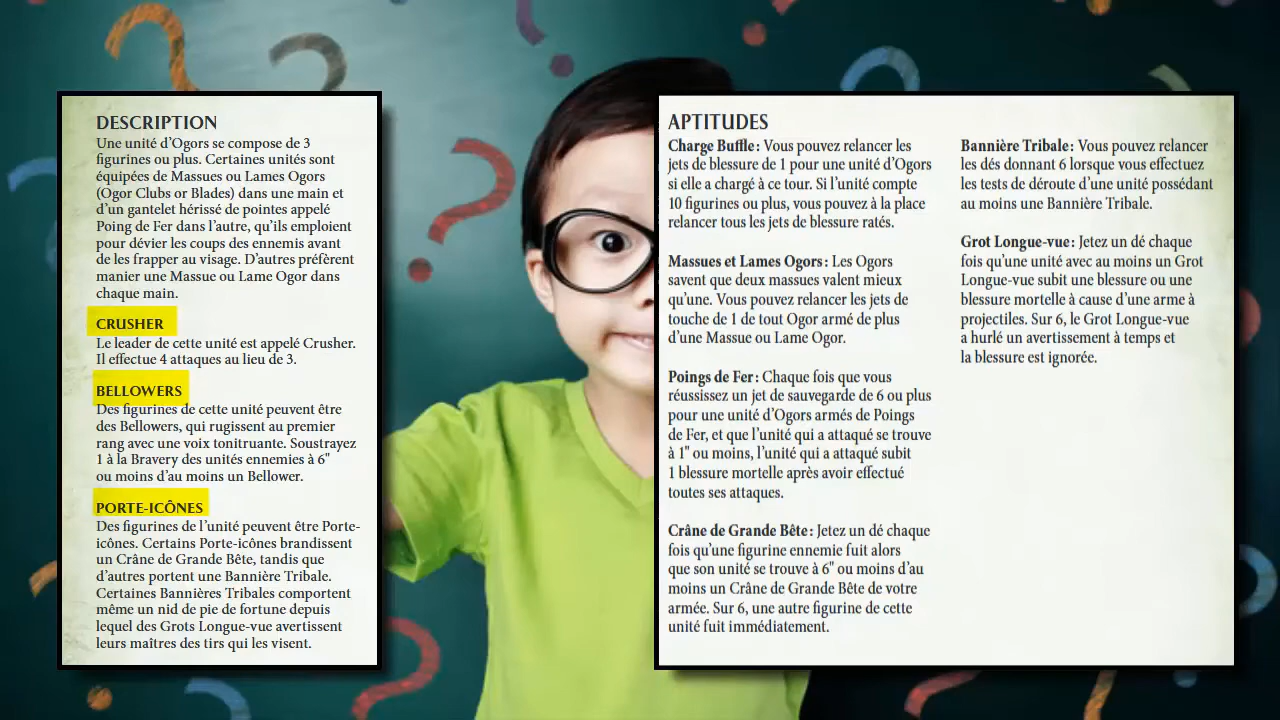 DESCRIPTION
Une unité d’Ogors se compose de 3
figurines ou plus. Certaines unités sont
équipées de Massues ou Lames Ogors
(Ogor Clubs or Blades) dans une main et
d’un gantelet hérissé de pointes appelé
Poing de Fer dans l’autre, qu’ils emploient
pour dévier les coups des ennemis avant
de les frapper au visage. D’autres préfèrent
manier une Massue ou Lame Ogor dans
chaque main.
CRUSHER
Le leader de cette unité est appelé Crusher.
Il effectue 4 attaques au lieu de 3.
BELLOWERS
Des figurines de cette unité peuvent être
des Bellowers, qui rugissent au premier
rang avec une voix tonitruante. Soustrayez
1 à la Bravery des unités ennemies à 6"
ou moins d’au moins un Bellower.
PORTE-ICÔNES
Des figurines de l’unité peuvent être Porte-
icônes. Certains Porte-icônes brandissent
un Crâne de Grande Bête, tandis que
d’autres portent une Bannière Tribale.
Certaines Bannières Tribales comportent
même un nid de pie de fortune depuis
lequel des Grots Longue-vue avertissent
leurs maîtres des tirs qui les visent.
APTITUDES
Charge Buffle : Vous pouvez relancer les
jets de blessure de 1 pour une unité d’Ogors
si elle a chargé à ce tour. Si l’unité compte
10 figurines ou plus, vous pouvez à la place
relancer tous les jets de blessure ratés.
Massues et Lames Ogors : Les Ogors
savent que deux massues valent mieux
qu’une. Vous pouvez relancer les jets de
touche de 1 de tout Ogor armé de plus
d’une Massue ou Lame Ogor.
Poings de Fer : Chaque fois que vous
réussissez un jet de sauvegarde de 6 ou plus
pour une unité d’Ogors armés de Poings
de Fer, et que l’unité qui a attaqué se trouve
à 1" ou moins, l’unité qui a attaqué subit
1 blessure mortelle après avoir effectué
toutes ses attaques.
Crâne de Grande Bête : Jetez un dé chaque
fois qu’une figurine ennemie fuit alors
que son unité se trouve à 6" ou moins d’au
moins un Crâne de Grande Bête de votre
armée. Sur 6, une autre figurine de cette
unité fuit immédiatement.
Bannière Tribale : Vous pouvez relancer
les dés donnant 6 lorsque vous effectuez
les tests de déroute d’une unité possédant
au moins une Bannière Tribale.
Grot Longue-vue : Jetez un dé chaque
fois qu’une unité avec au moins un Grot
Longue-vue subit une blessure ou une
blessure mortelle à cause d’une arme à
projectiles. Sur 6, le Grot Longue-vue
a hurlé un avertissement à temps et
la blessure est ignorée.